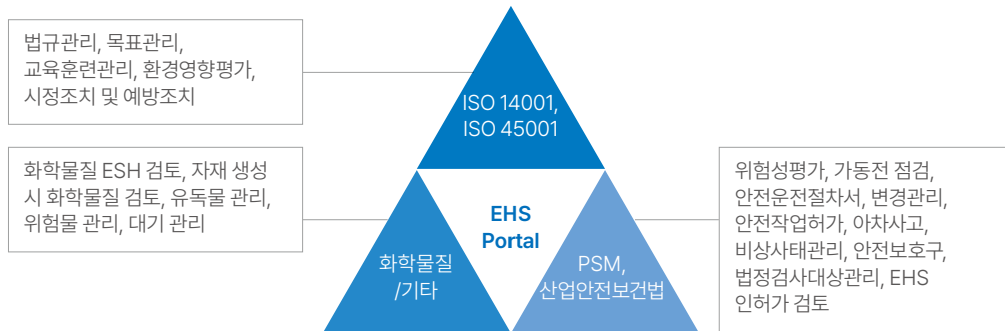 법규관리, 목표관리,
교육훈련관리, 환경영향평가,
시정조치 및 예방조치
ISO 14001,
ISO 45001
화학물질 ESH 검토, 자재 생성
시 화학물질 검토, 유독물 관리,
위험물 관리, 대기 관리
EHS
Portal
화학물질
/기타
PSM,
산업안전보건법
위험성평가, 가동전 점검,
안전운전절차서, 변경관리,
안전작업허가, 아차사고,
비상사태관리, 안전보호구,
법정검사대상관리, EHS
인허가 검토